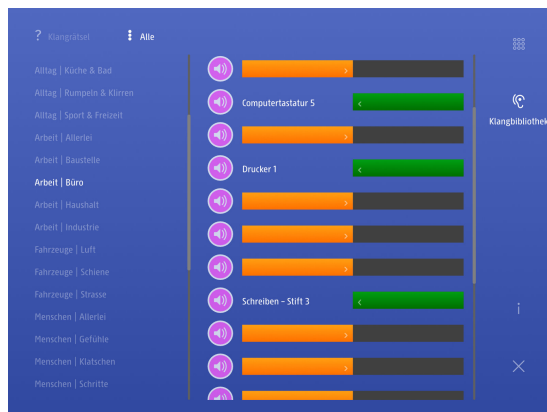 ? Klangrätsel
Alle
Alltag | Küche & Bad
Alltag | Rumpeln & Klirren
Alltag | Sport & Freizeit
Arbeit | Allerlei
Arbeit | Baustelle
Arbeit | Büro
Arbeit | Haushalt
Arbeit | Industrie
Fahrzeuge | Luft
Fahrzeuge | Schiene
Fahrzeuge | Strasse
Menschen | Allerlei
Menschen | Gefühle
Menschen | Klatschen
Menschen | Schritte
Computertastatur 5
Drucker 1
Schreiben – Stift 3
Klangbibliothek